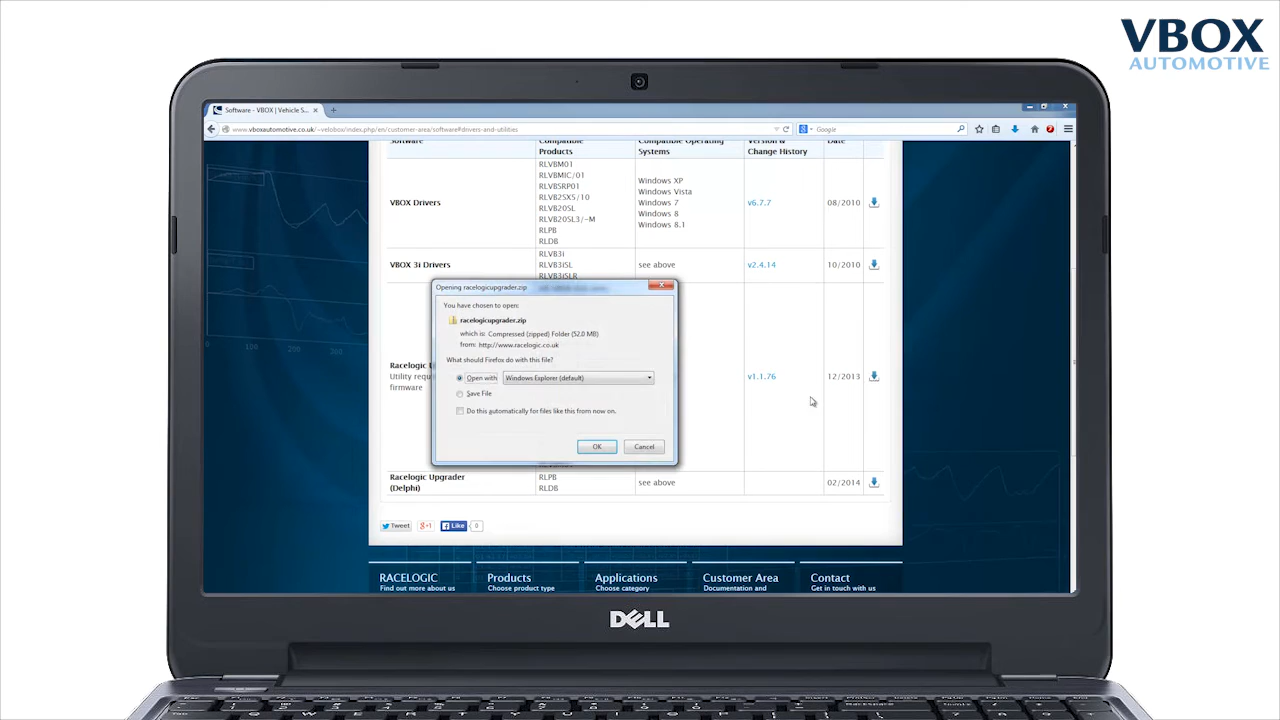 VBOX
AUTOMOTIVE
Software - VBOX | Vehicle S...
www.vboxautomotive.co.uk/~velobox/index.php/en/customer-area/software#drivers-and-utilities
Google
Software
Compatible
Products
Compatible Operating
Systems
Version &
Change History
Date
VBOX Drivers
RLVBM01
RLVBMIC/01
RLVBSRP01
RLVB2SX5/10
RLVB20SL
RLVB20SL3/-M
RLPB
RLDB
Windows XP
Windows Vista
Windows 7
Windows 8
Windows 8.1
v6.7.7
08/2010
VBOX 3i Drivers
RLVB3i
RLVB3iSL
RLVB3iSLR
see above
v2.4.14
10/2010
Opening racelogicupgrader.zip
You have chosen to open:
racelogicupgrader.zip
which is: Compressed (zipped) Folder (52.0 MB)
from: http://www.racelogic.co.uk
What should Firefox do with this file?
Open with
Windows Explorer (default)
Save File
Do this automatically for files like this from now on.
OK
Cancel
Racelogic
Utility requ
firmware
v1.1.76
12/2013
Racelogic Upgrader
(Delphi)
RLPB
RLDB
see above
02/2014
Tweet
+1
Like
0
RACELOGIC
Find out more about us
Products
Choose product type
Applications
Choose category
Customer Area
Documentation and
Contact
Get in touch with us
DELL